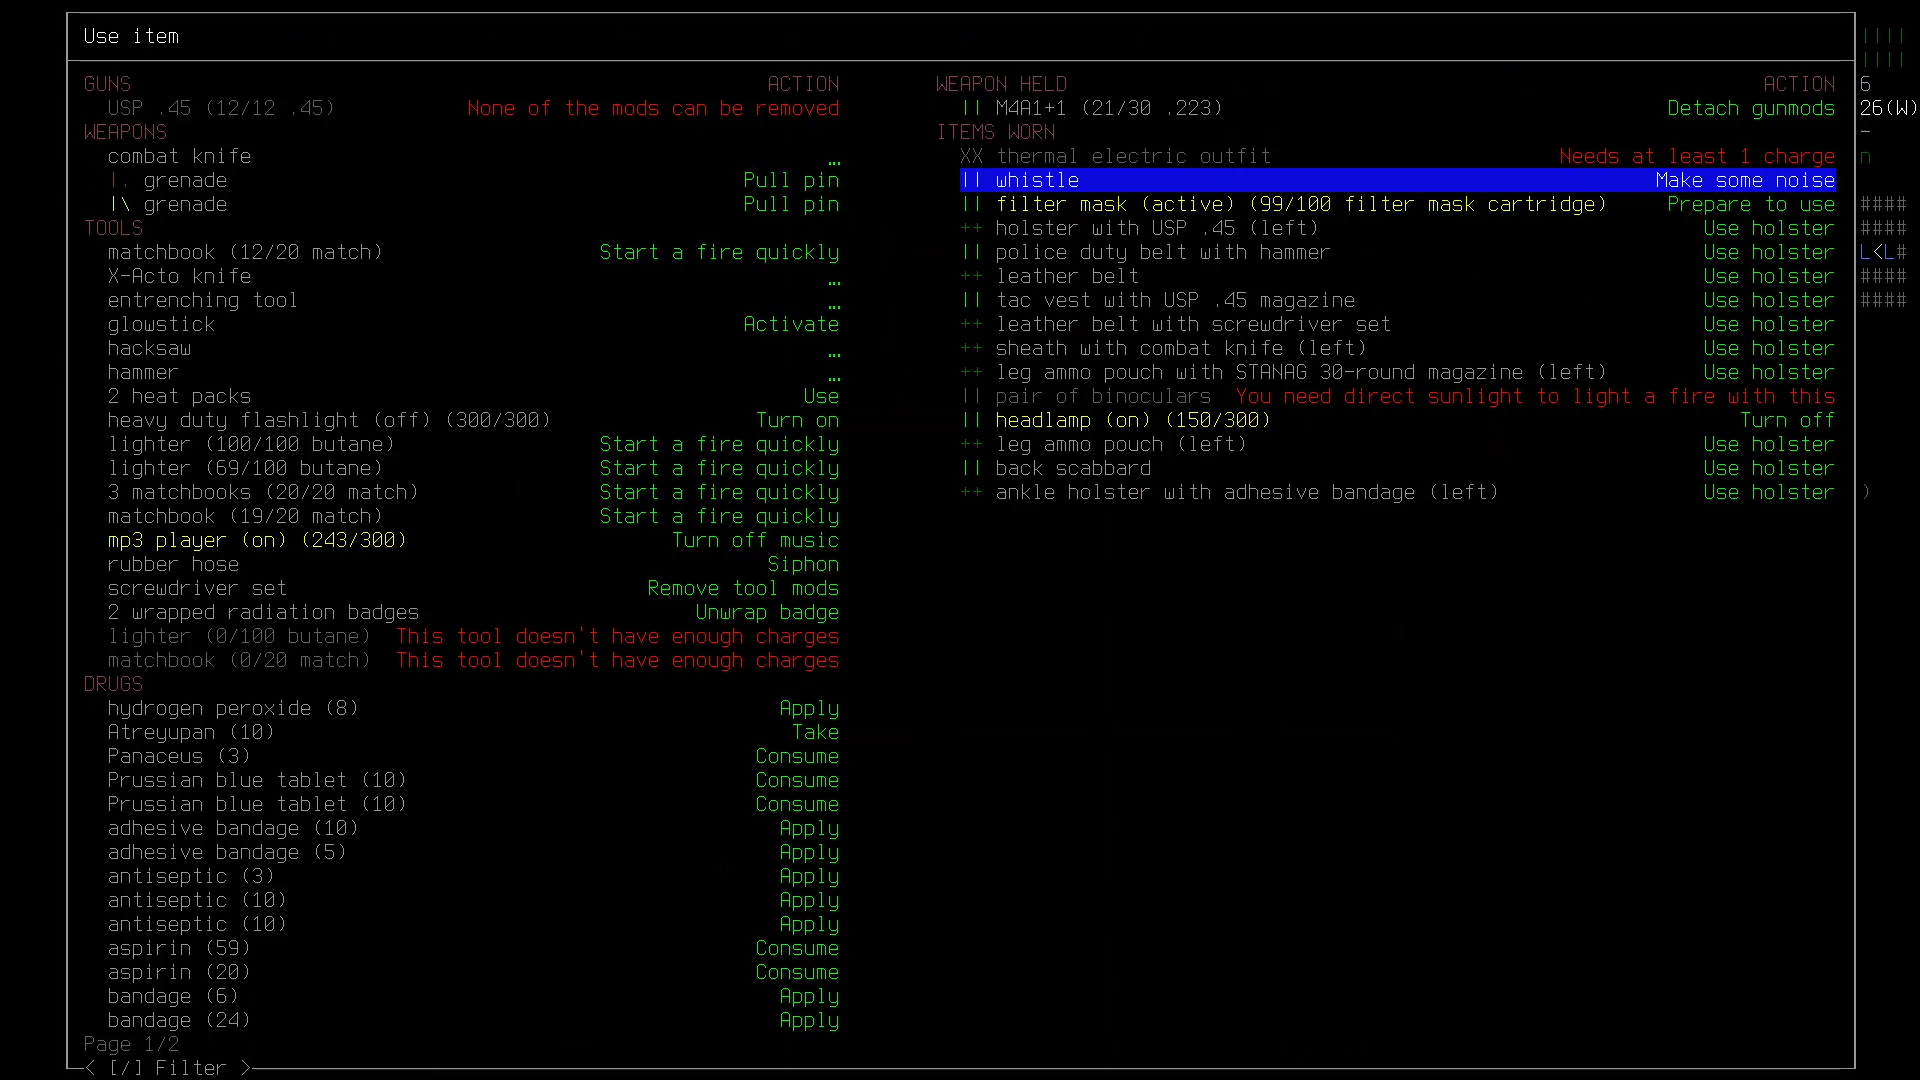 Use item
GUNS ACTION
USP .45 (12/12 .45) None of the mods can be removed
WEAPONS
combat knife …
|. grenade Pull pin
|\ grenade Pull pin
TOOLS
matchbook (12/20 match) Start a fire quickly
X-Acto knife …
entrenching tool …
glowstick Activate
hacksaw …
hammer …
2 heat packs Use
heavy duty flashlight (off) (300/300) Turn on
lighter (100/100 butane) Start a fire quickly
lighter (69/100 butane) Start a fire quickly
3 matchbooks (20/20 match) Start a fire quickly
matchbook (19/20 match) Start a fire quickly
mp3 player (on) (243/300) Turn off music
rubber hose Siphon
screwdriver set Remove tool mods
2 wrapped radiation badges Unwrap badge
lighter (0/100 butane) This tool doesn't have enough charges
matchbook (0/20 match) This tool doesn't have enough charges
DRUGS
hydrogen peroxide (8) Apply
Atreyupan (10) Take
Panaceus (3) Consume
Prussian blue tablet (10) Consume
Prussian blue tablet (10) Consume
adhesive bandage (10) Apply
adhesive bandage (5) Apply
antiseptic (3) Apply
antiseptic (10) Apply
antiseptic (10) Apply
aspirin (59) Consume
aspirin (20) Consume
bandage (6) Apply
bandage (24) Apply
Page 1/2
< [/] Filter >
WEAPON HELD ACTION
|| M4A1+1 (21/30 .223) Detach gunmods
ITEMS WORN
XX thermal electric outfit Needs at least 1 charge
|| whistle Make some noise
|| filter mask (active) (99/100 filter mask cartridge) Prepare to use
++ holster with USP .45 (left) Use holster
|| police duty belt with hammer Use holster
++ leather belt Use holster
|| tac vest with USP .45 magazine Use holster
++ leather belt with screwdriver set Use holster
++ sheath with combat knife (left) Use holster
++ leg ammo pouch with STANAG 30-round magazine (left) Use holster
|| pair of binoculars You need direct sunlight to light a fire with this
|| headlamp (on) (150/300) Turn off
++ leg ammo pouch (left) Use holster
|| back scabbard Use holster
++ ankle holster with adhesive bandage (left) Use holster
||||
||||
6
26(W)
-
n
####
####
L<L#
####
####
)